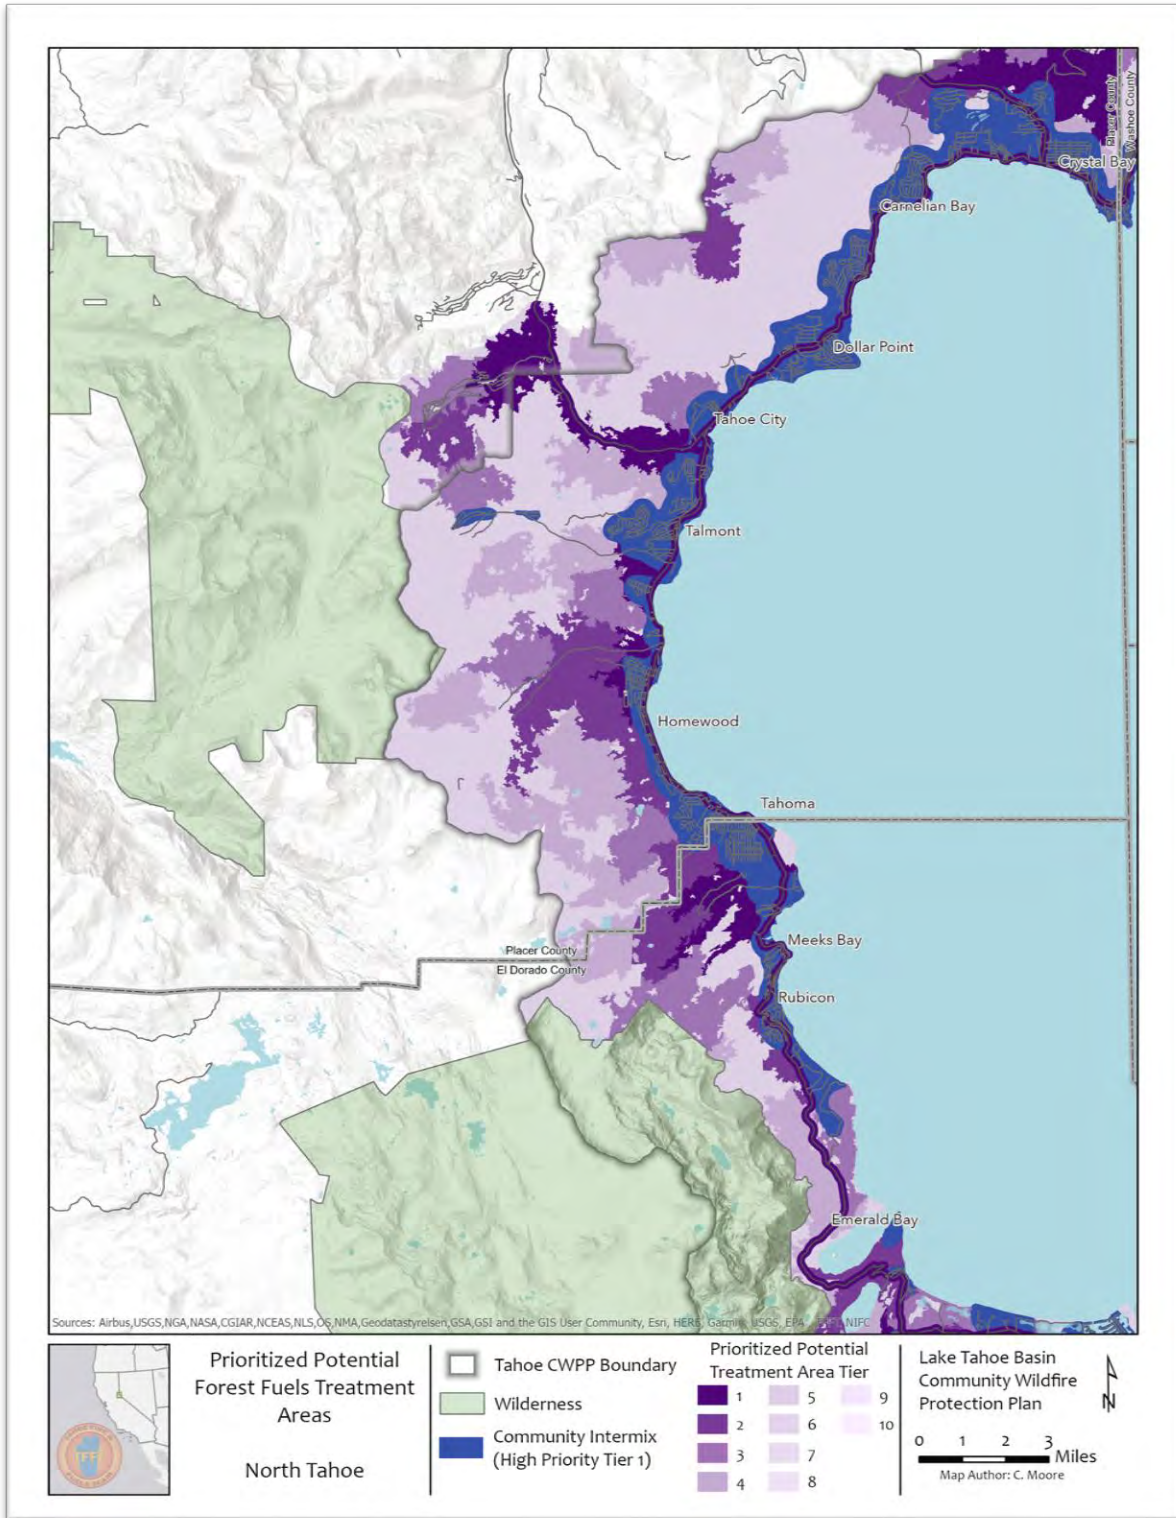 Placer County
Washoe County
Crystal Bay
Carnelian Bay
Dollar Point
Tahoe City
Talmont
Homewood
Tahoma
Meeks Bay
Placer County
El Dorado County
Rubicon
Emerald Bay
Sources: Airbus,USGS,NGA,NASA,CGIAR,NCEAS,NLS,OS,NMA,Geodatastyrelsen,GSA,GSI and the GIS User Community, Esri, HERE, Garmin, USGS, EPA, NIFC
Prioritized Potential
Forest Fuels Treatment
Areas
North Tahoe
Tahoe CWPP Boundary
Wilderness
Community Intermix
(High Priority Tier 1)
Prioritized Potential
Treatment Area Tier
1
2
3
4
5
6
7
8
9
10
Lake Tahoe Basin
Community Wildfire
Protection Plan
N
0 1 2 3
Miles
Map Author: C. Moore
TFFT